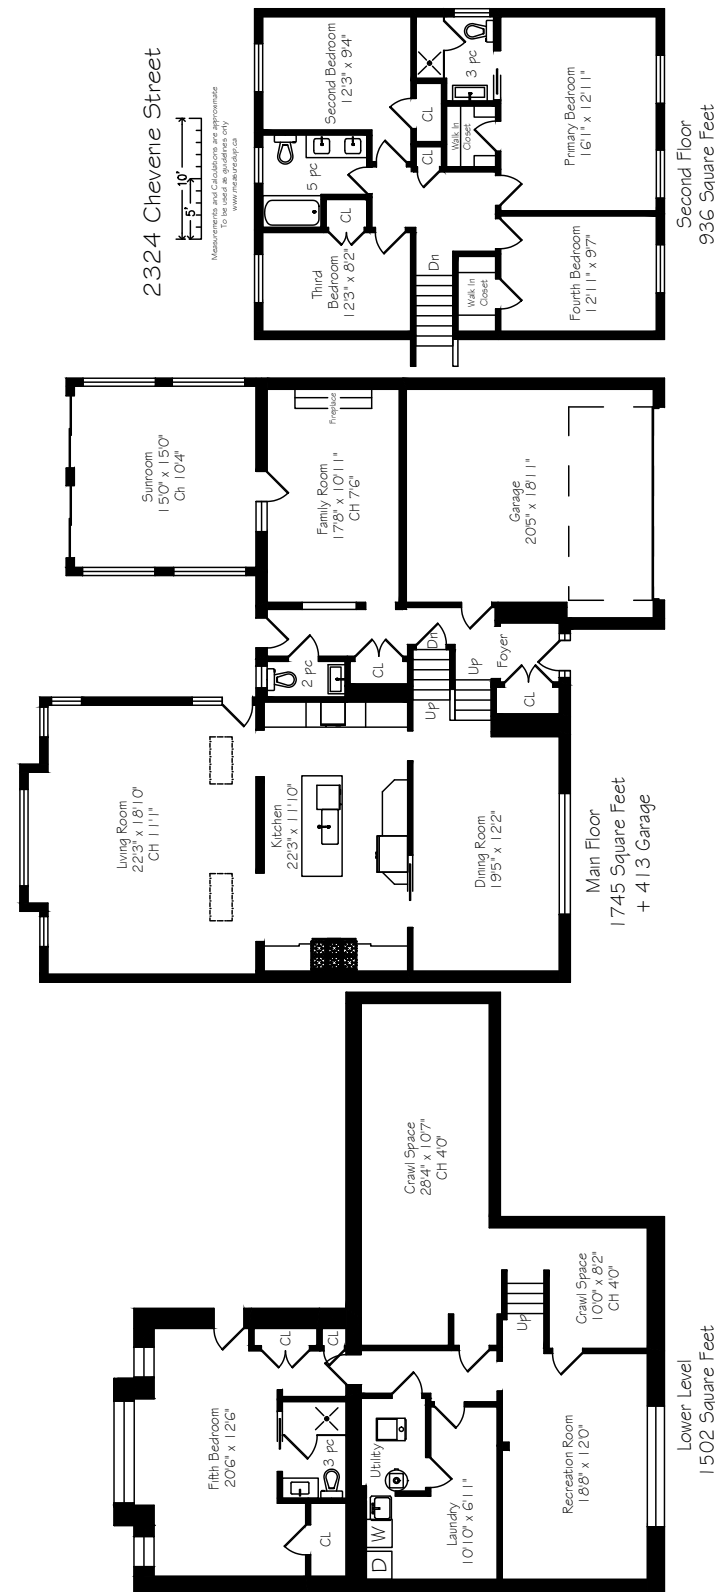 2324 Cheverie Street
5'
10'
Measurements and Calculations are approximate
To be used as guidelines only
www.measuredup.ca
Second Bedroom
12'3" x 9'4"
3 pc
CL
Walk In
Closet
CL
Primary Bedroom
16'1" x 12'11"
5 pc
CL
Third
Bedroom
12'3" x 8'2"
Dn
Walk In
Closet
Fourth Bedroom
12'11" x 9'7"
Second Floor
936 Square Feet
Sunroom
15'0" x 15'0"
Ch 10'4"
Fireplace
Family Room
17'8" x 10'11"
CH 7'6"
Garage
20'5" x 18'11"
2 pc
CL
Dn
Up
Up
Foyer
CL
Living Room
22'3" x 18'10"
CH 11'1"
Kitchen
22'3" x 11'10"
Dining Room
19'5" x 12'2"
Main Floor
1745 Square Feet
+ 413 Garage
Crawl Space
28'4" x 10'7"
CH 4'0"
Crawl Space
10'0" x 8'2"
CH 4'0"
Up
CL
CL
Fifth Bedroom
20'6" x 12'6"
3 pc
CL
Utility
W
D
Laundry
10'10" x 6'11"
Recreation Room
18'8" x 12'0"
Lower Level
1502 Square Feet